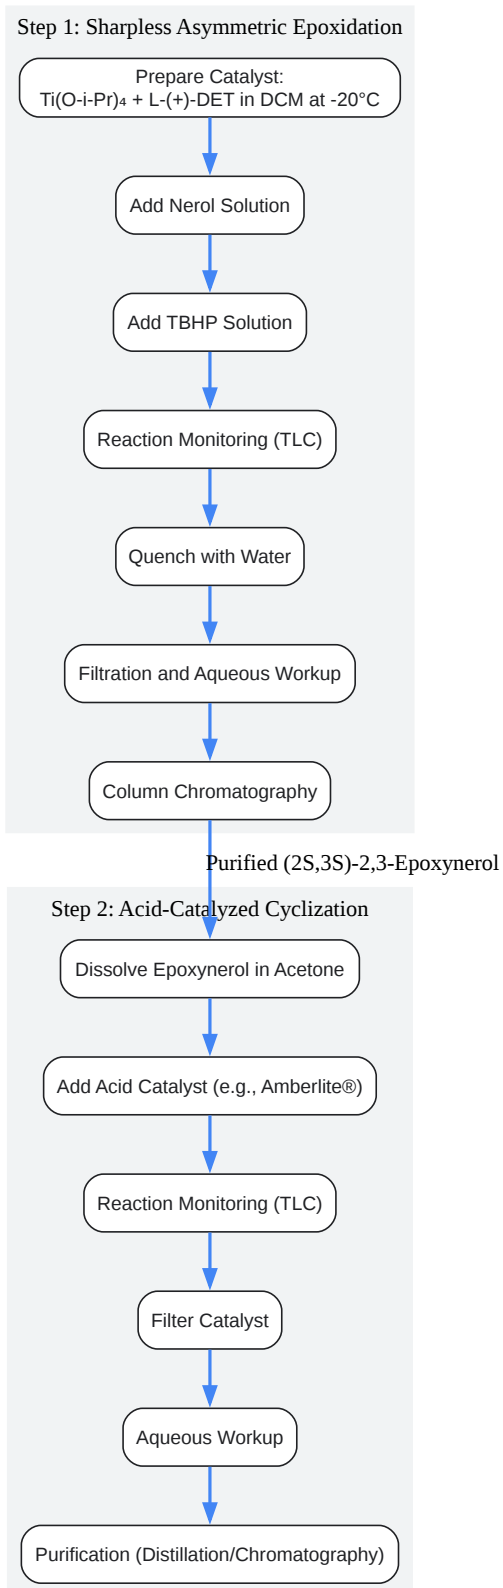 Step 1: Sharpless Asymmetric Epoxidation
Prepare Catalyst:
Ti(O-i-Pr)₄ + L-(+)-DET in DCM at -20°C
Add Nerol Solution
Add TBHP Solution
Reaction Monitoring (TLC)
Quench with Water
Filtration and Aqueous Workup
Column Chromatography
Purified (2S,3S)-2,3-Epoxynerol
Step 2: Acid-Catalyzed Cyclization
Dissolve Epoxynerol in Acetone
Add Acid Catalyst (e.g., Amberlite®)
Reaction Monitoring (TLC)
Filter Catalyst
Aqueous Workup
Purification (Distillation/Chromatography)